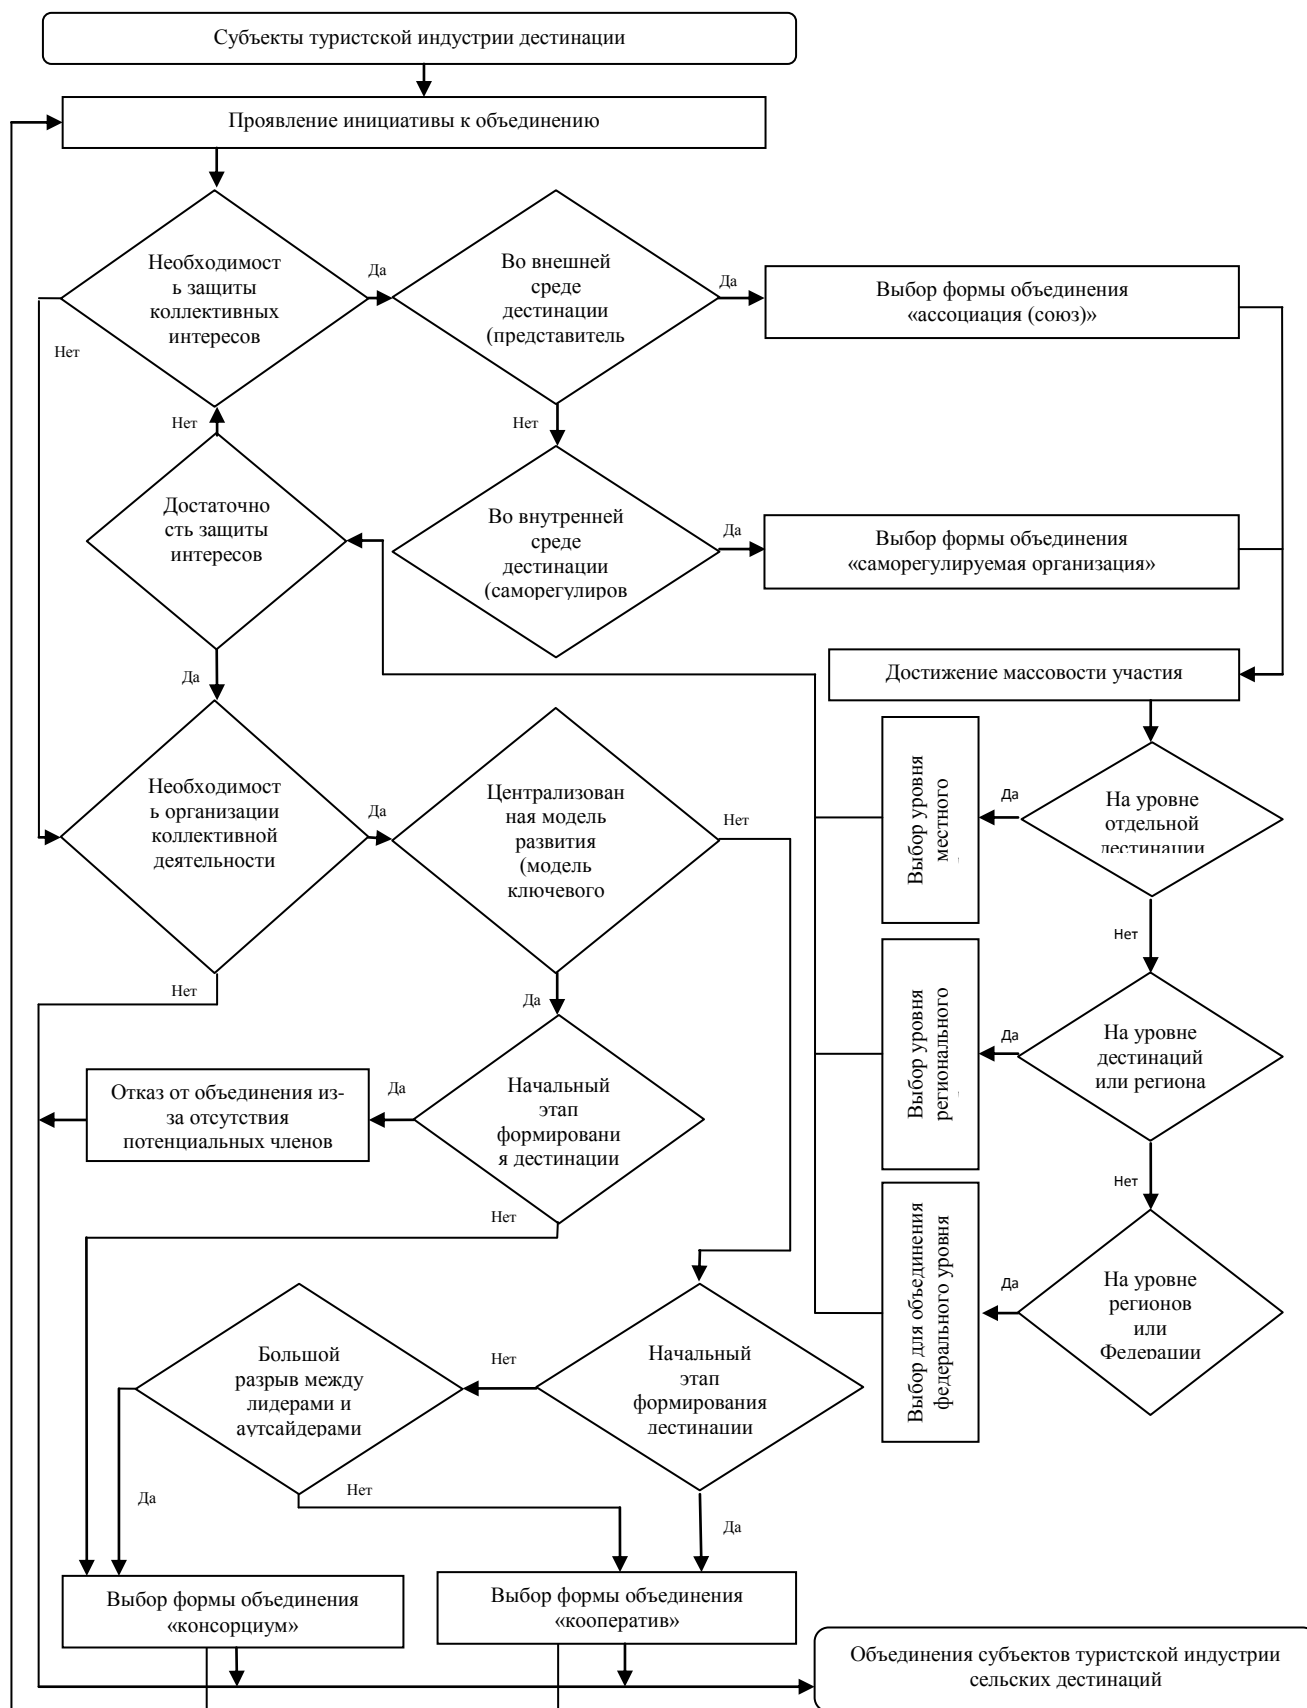 Субъекты туристской индустрии дестинации
Проявление инициативы к объединению
Необходимост
ь защиты
коллективных
интересов
Да
Во внешней
среде
дестинации
(представитель
Да
Выбор формы объединения
«ассоциация (союз)»
Нет
Нет
Нет
Достаточно
сть защиты
интересов
Во внутренней
среде
дестинации
(саморегулиров
Да
Выбор формы объединения
«саморегулируемая организация»
Да
Достижение массовости участия
Необходимост
ь организации
коллективной
деятельности
Да
Централизован
ная модель
развития
(модель
ключевого
Нет
Выбор уровня
местного
Да
На уровне
отдельной
дестинации
Нет
Нет
Да
Выбор уровня
регионального
Да
На уровне
дестинаций
или региона
Отказ от объединения из-
за отсутствия
потенциальных членов
Да
Начальный
этап
формировани
я дестинации
Нет
Нет
Выбор для объединения
федерального уровня
Да
На уровне
регионов
или
Федерации
Большой
разрыв между
лидерами и
аутсайдерами
Нет
Начальный
этап
формирования
дестинации
Да
Нет
Да
Выбор формы объединения
«консорциум»
Выбор формы объединения
«кооператив»
Объединения субъектов туристской индустрии
сельских дестинаций